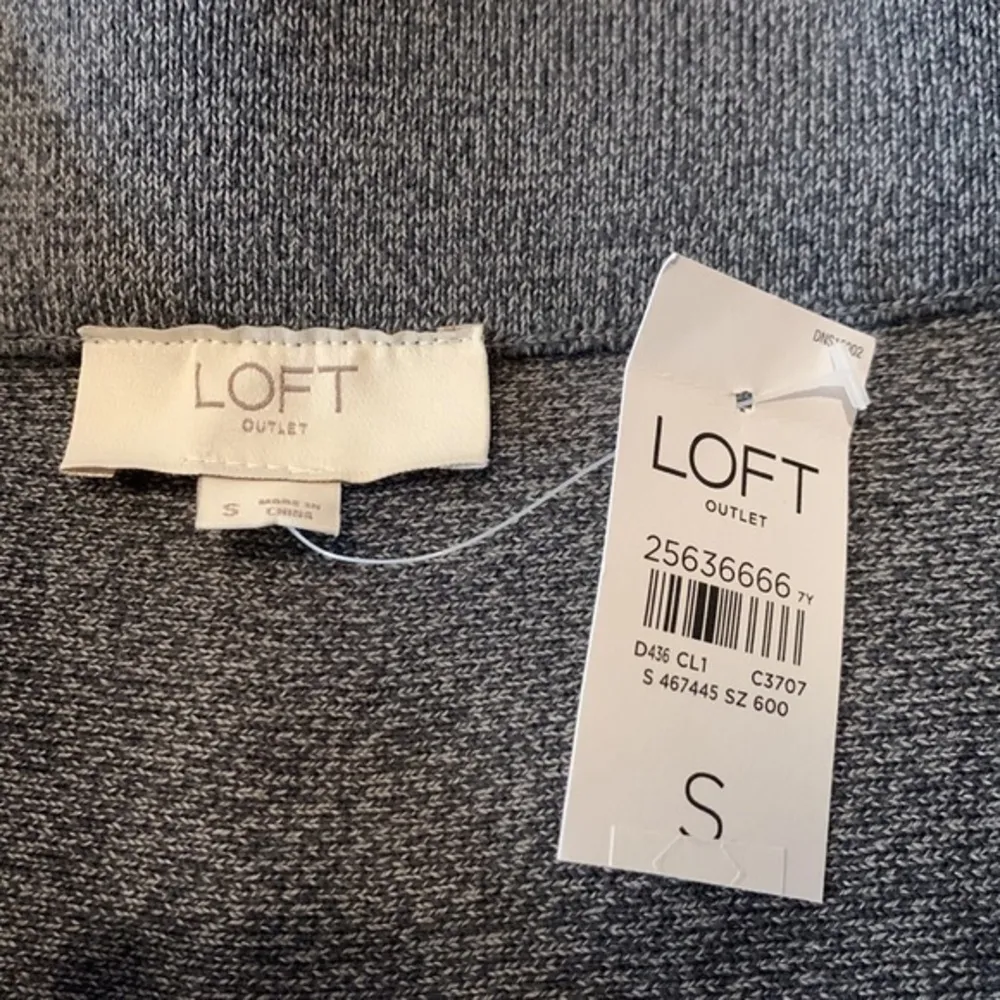 LOFT
OUTLET
S
MADE IN
CHINA
LOFT
OUTLET
25636666 7Y
D436 CL1 C3707
S 467445 SZ 600
S